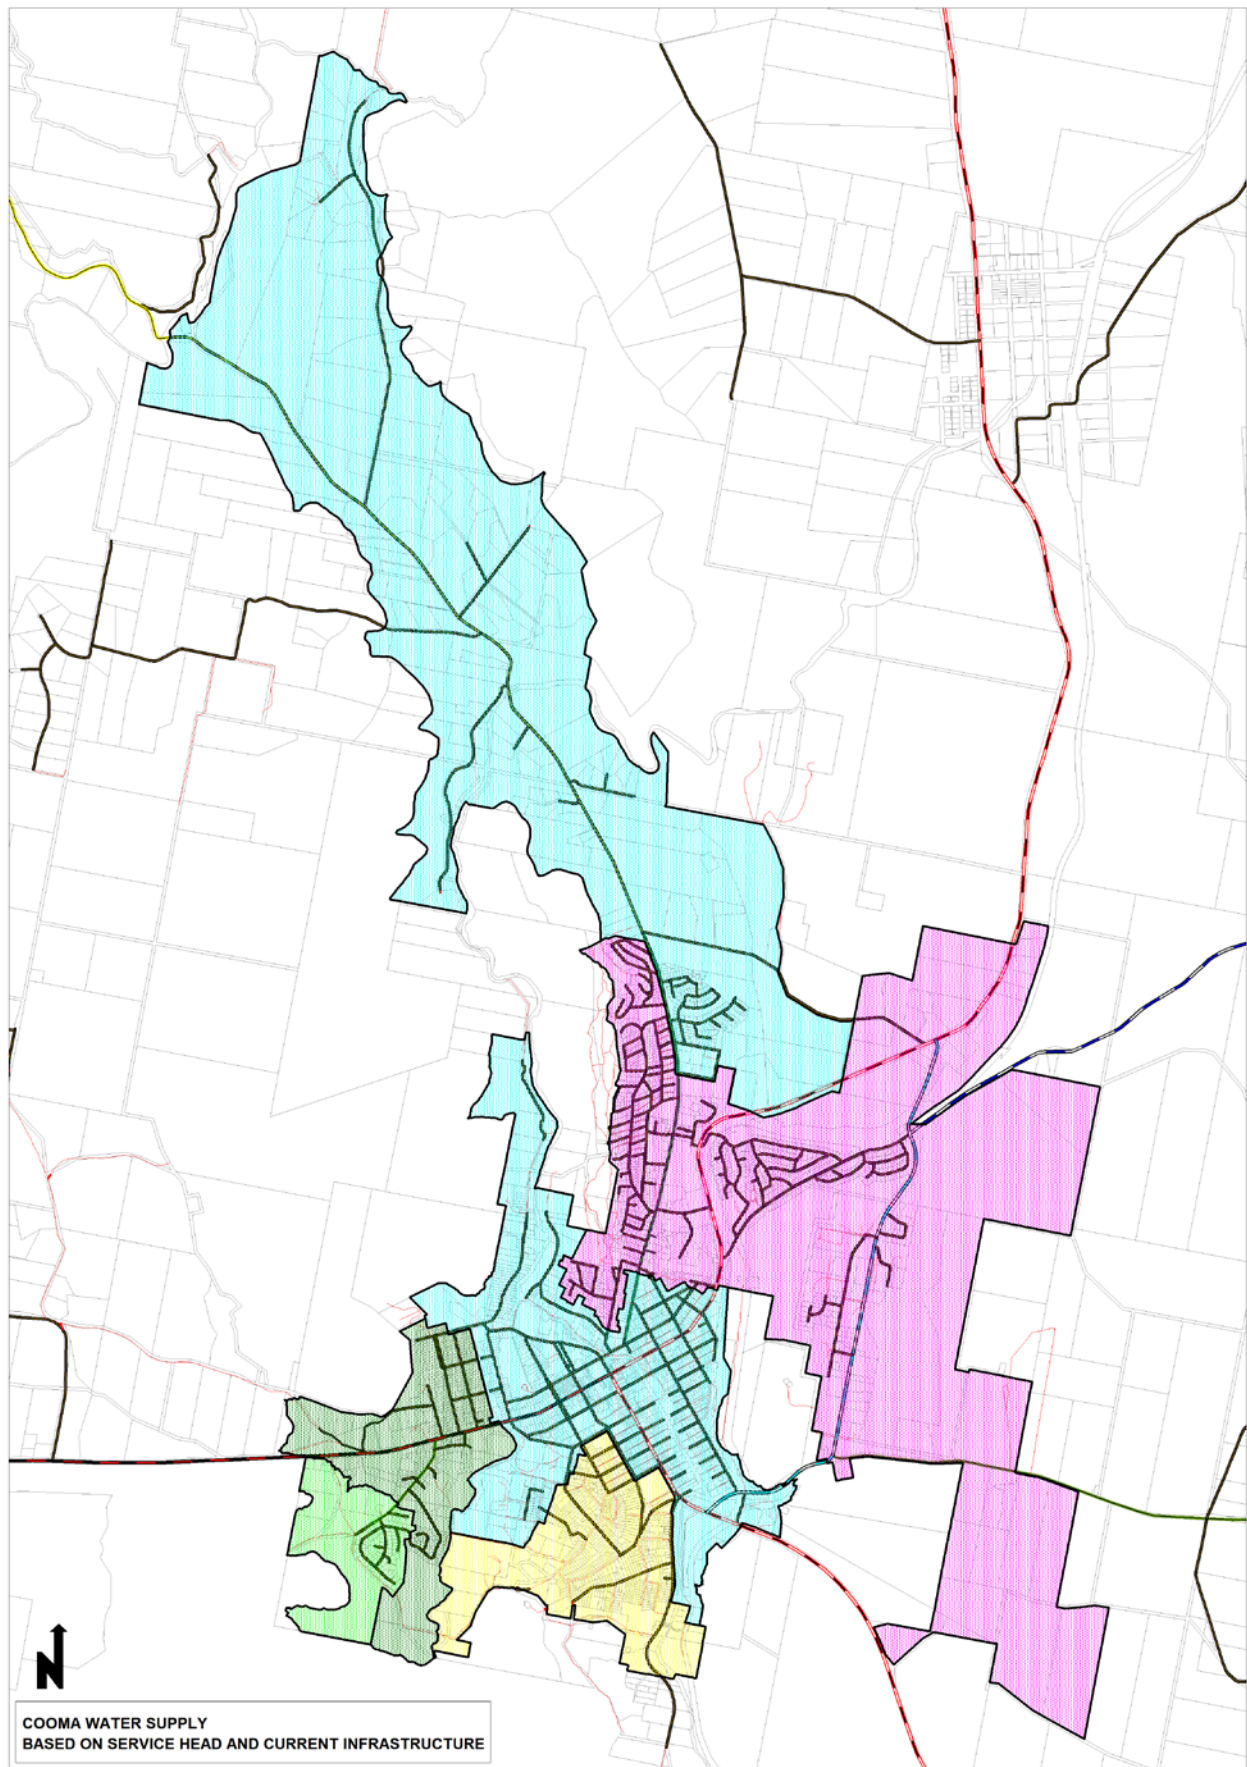 N
COOMA WATER SUPPLY
BASED ON SERVICE HEAD AND CURRENT INFRASTRUCTURE